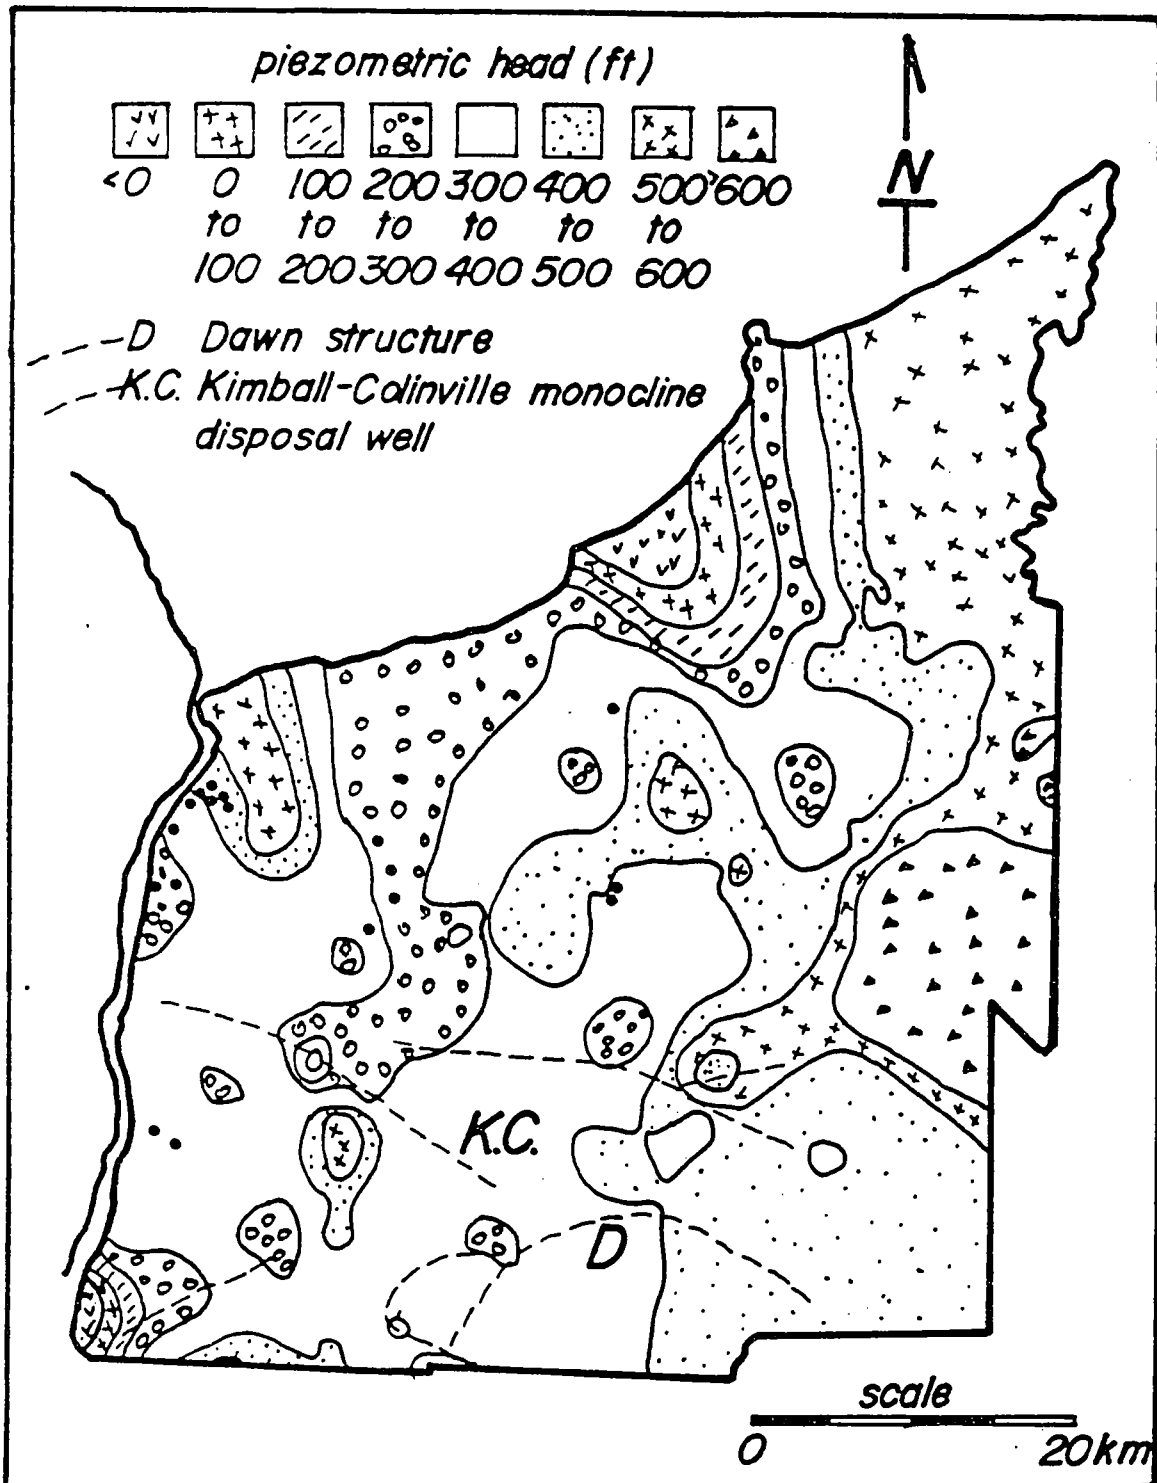 piezometric head (ft)
<0 0 100 200 300 400 500 >600
to to to to to to
100 200 300 400 500 600
D Dawn structure
K.C. Kimball-Colinville monocline
disposal well
N
K.C.
D
scale
0 20km